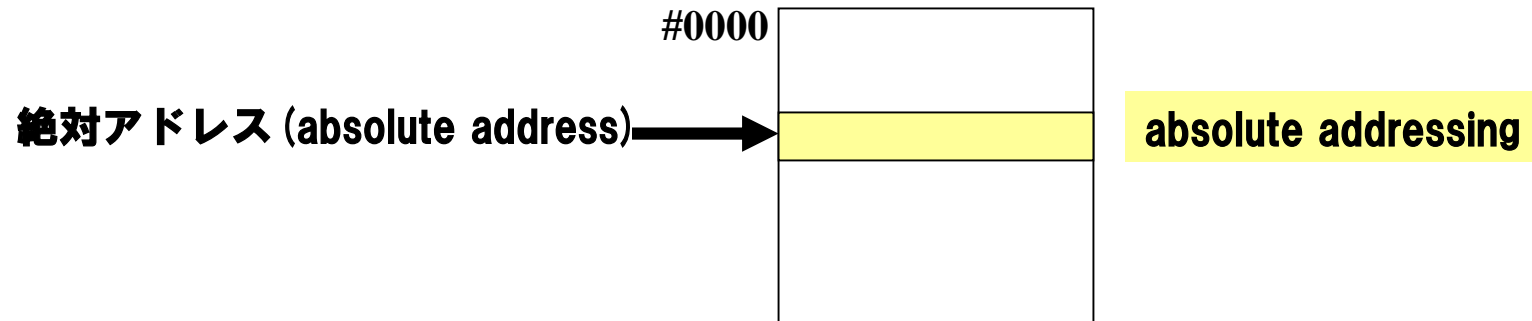 #0000
絶対アドレス(absolute address)
absolute addressing